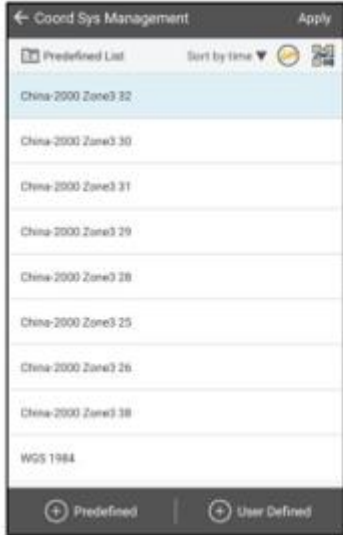 ← Coord Sys Management Apply
Predefined List Sort by time ▼
China-2000 Zone3 32
China-2000 Zone3 30
China-2000 Zone3 31
China-2000 Zone3 29
China-2000 Zone3 28
China-2000 Zone3 25
China-2000 Zone3 26
China-2000 Zone3 38
WGS 1984
Predefined User Defined